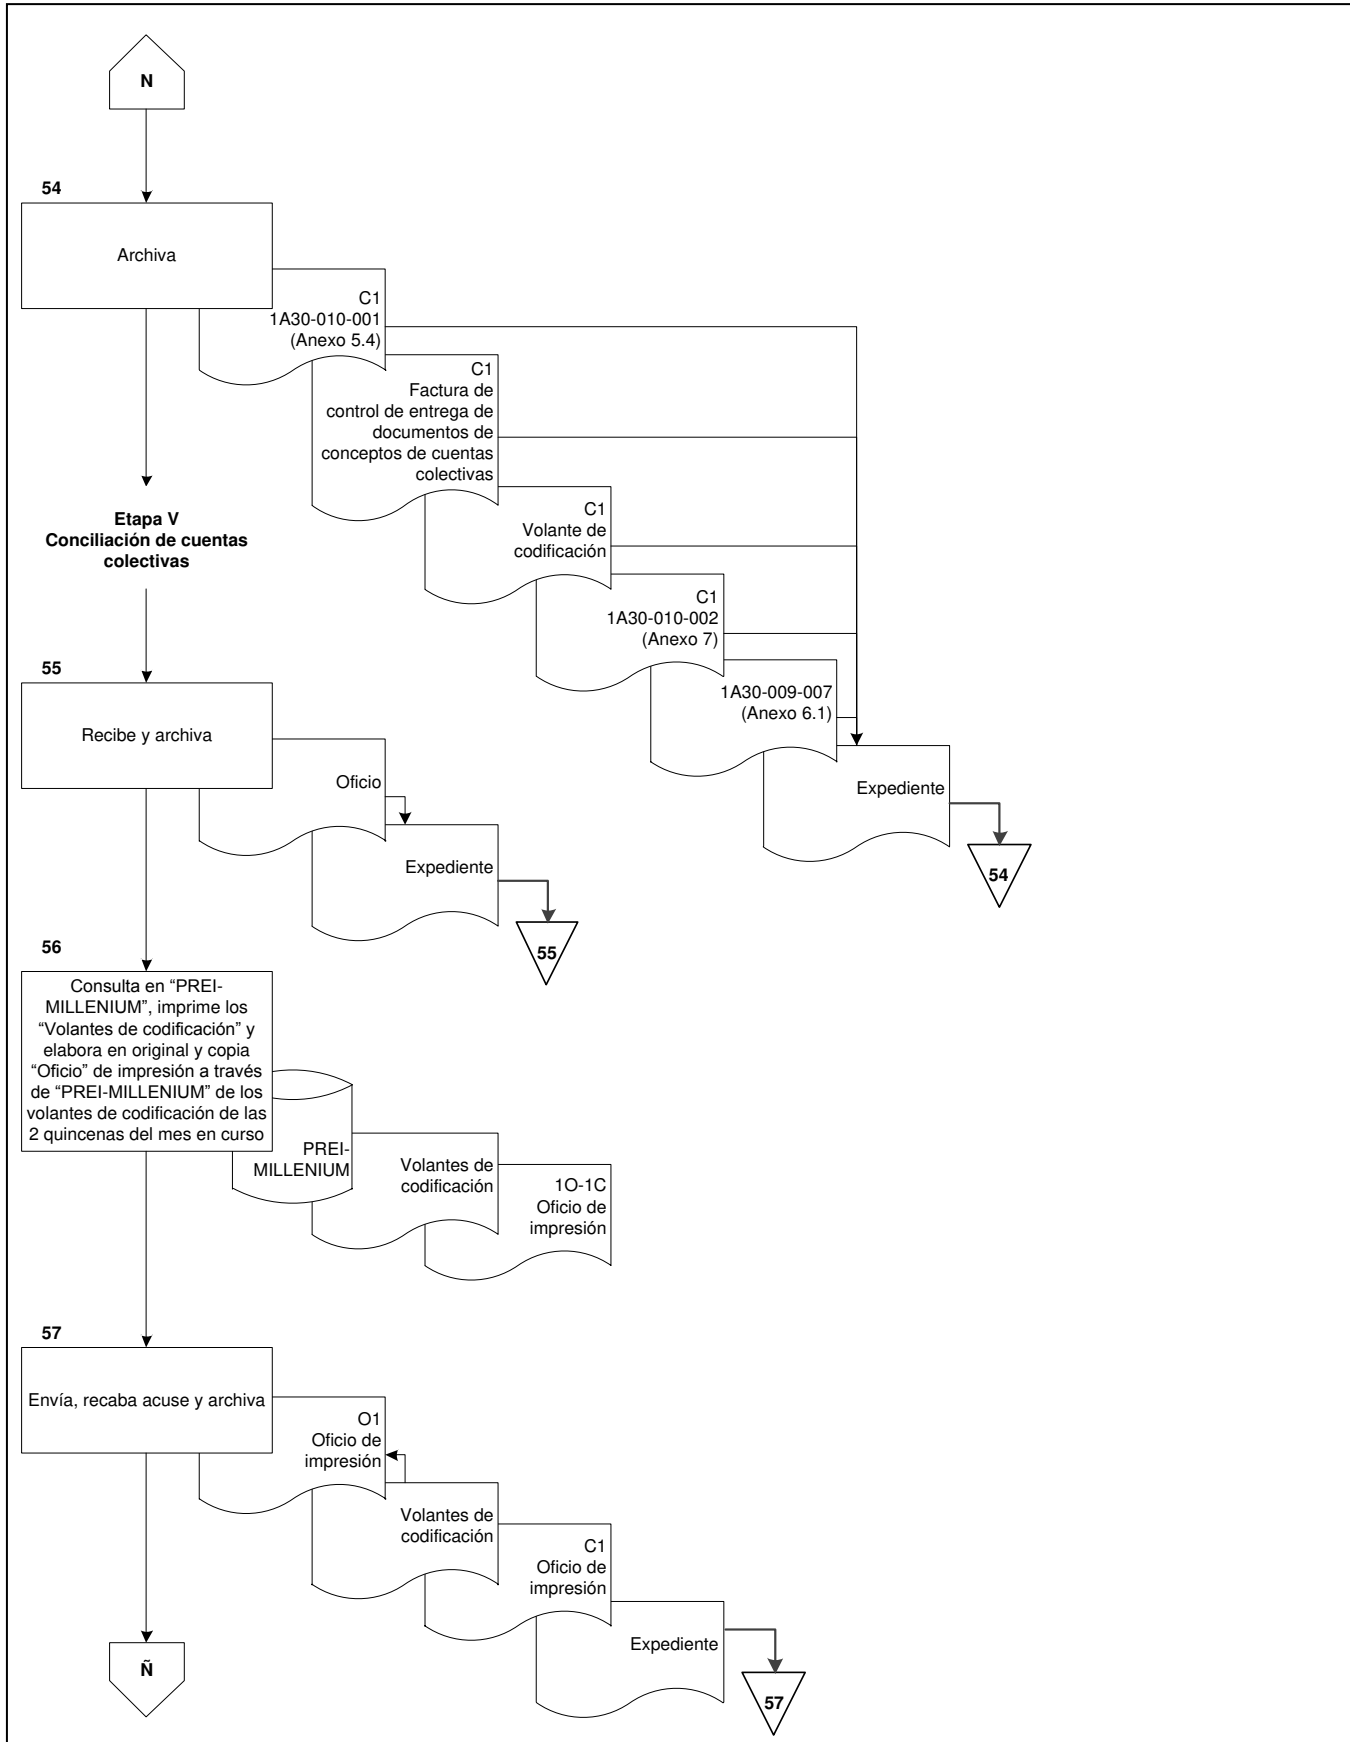 N
54
Archiva
C1
1A30-010-001
(Anexo 5.4)
C1
Factura de
control de entrega de
documentos de
conceptos de cuentas
colectivas
C1
Volante de
codificación
C1
1A30-010-002
(Anexo 7)
1A30-009-007
(Anexo 6.1)
Expediente
54
Etapa V
Conciliación de cuentas
colectivas
55
Recibe y archiva
Oficio
Expediente
55
56
Consulta en “PREI-
MILLENIUM”, imprime los
“Volantes de codificación” y
elabora en original y copia
“Oficio” de impresión a través
de “PREI-MILLENIUM” de los
volantes de codificación de las
2 quincenas del mes en curso
PREI-
MILLENIUM
Volantes de
codificación
1O-1C
Oficio de
impresión
57
Envía, recaba acuse y archiva
O1
Oficio de
impresión
Volantes de
codificación
C1
Oficio de
impresión
Expediente
57
Ñ